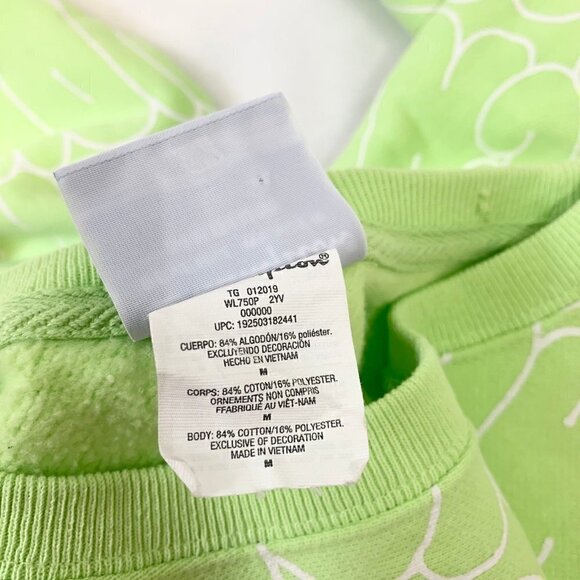 TG 012019
WL750P 2YV
000000
UPC: 192503182441
CUERPO: 84% ALGODÓN/16% poliéster.
EXCLUYENDO DECORACIÓN
HECHO EN VIETNAM
M
CORPS: 84% COTON/16% POLYESTER.
ORNEMENTS NON COMPRIS
FFABRIQUÉ AU VIÊT-NAM
M
BODY: 84% COTTON/16% POLYESTER.
EXCLUSIVE OF DECORATION
MADE IN VIETNAM
M